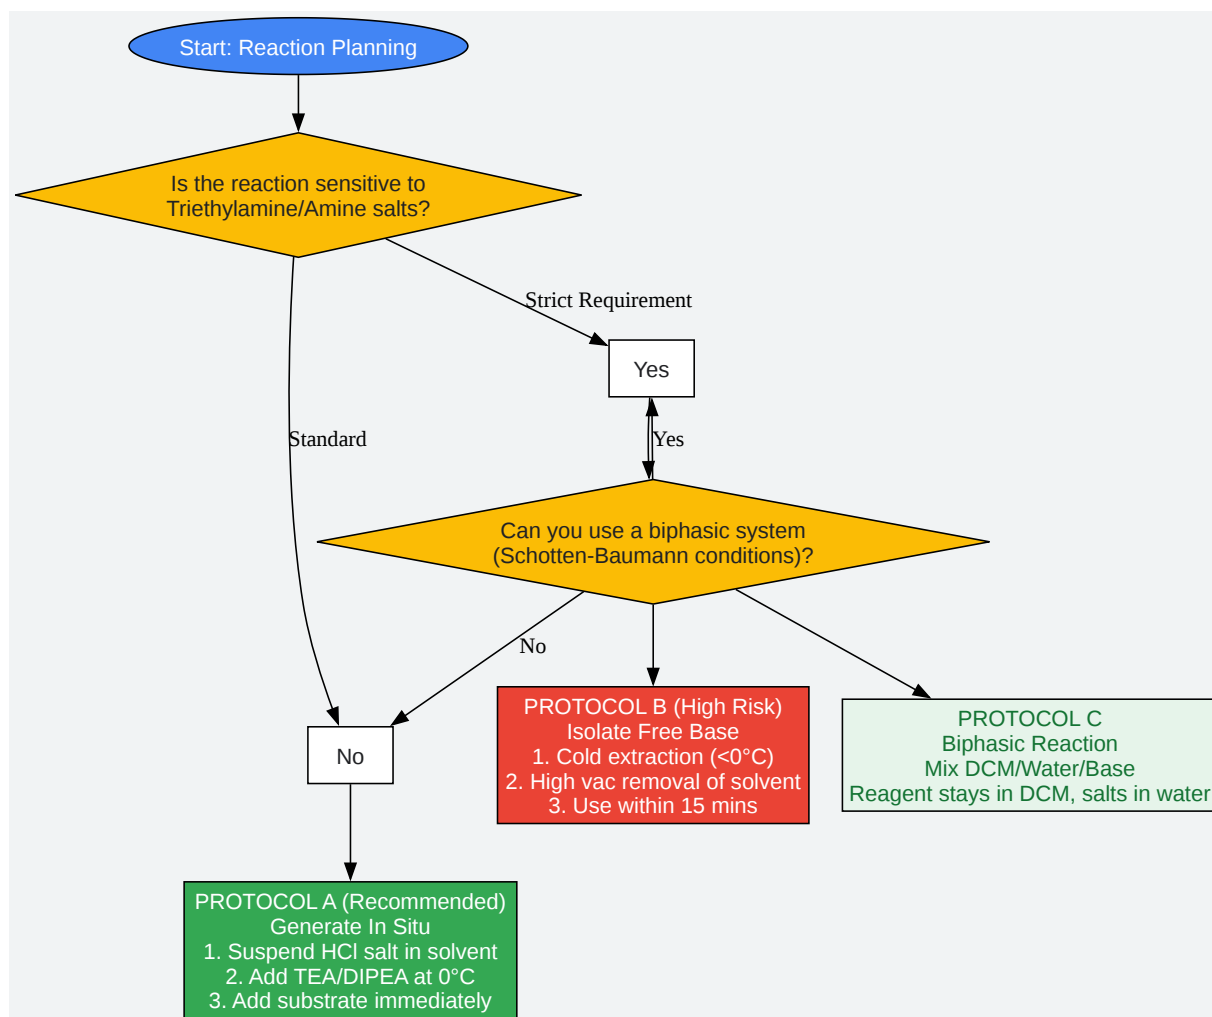 Start: Reaction Planning
Is the reaction sensitive to
Triethylamine/Amine salts?
Strict Requirement
Yes
Standard
Yes
Can you use a biphasic system
(Schotten-Baumann conditions)?
No
PROTOCOL B (High Risk)
Isolate Free Base
1. Cold extraction (<0°C)
2. High vac removal of solvent
3. Use within 15 mins
PROTOCOL C
Biphasic Reaction
Mix DCM/Water/Base
Reagent stays in DCM, salts in water
No
PROTOCOL A (Recommended)
Generate In Situ
1. Suspend HCl salt in solvent
2. Add TEA/DIPEA at 0°C
3. Add substrate immediately